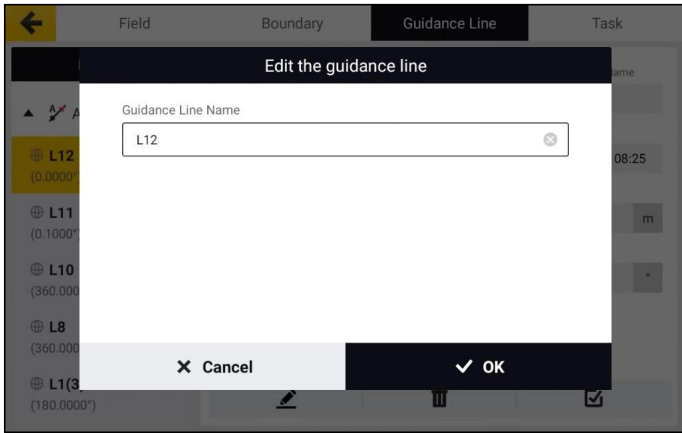 Field
Boundary
Guidance Line
Task
Edit the guidance line
Guidance Line Name
L12
L12
(0.0000°)
08:25
L11
(0.1000°)
m
L10
(360.000
°
L8
(360.000
Cancel
OK
L1(3)
(180.0000°)